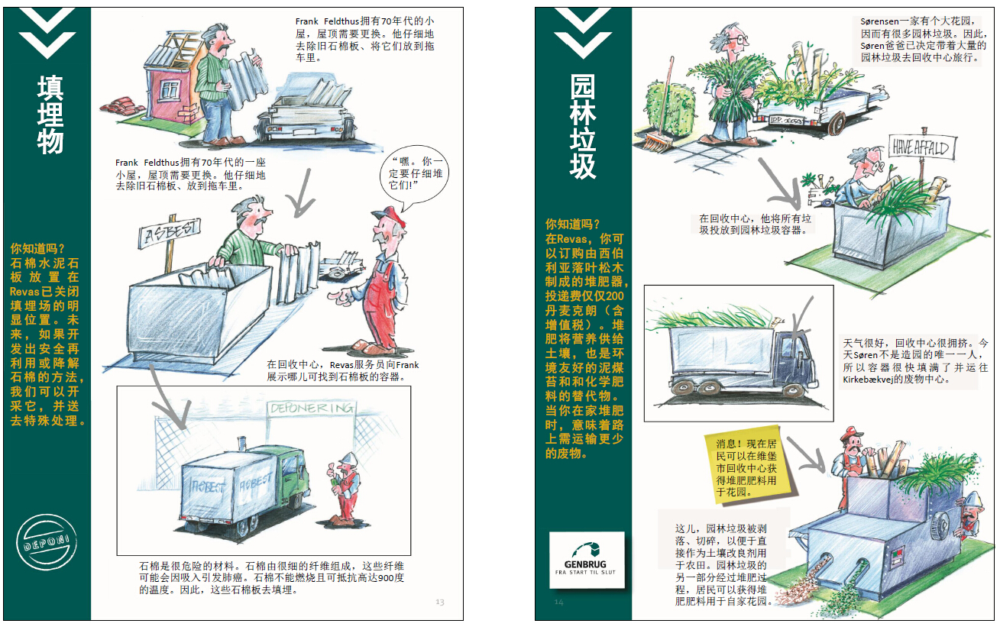 填埋物
你知道吗？
石棉水泥石
板放置在
Revas已关闭
填埋场的明
显位置。未
来，如果开
发出安全再
利用或降解
石棉的方法，
我们可以开
采它，并送
去特殊处理。
DEPONI
Frank Feldthus拥有70年代的小
屋，屋顶需要更换。他仔细地
去除旧石棉板、将它们放到拖
车里。
Frank Feldthus拥有70年代的一座
小屋，屋顶需要更换。他仔细地
去除旧石棉板、放到拖车里。
“嘿。你一
定要仔细堆
它们!”
ASBEST
在回收中心，Revas服务员向Frank
展示哪儿可找到石棉板的容器。
DEPONERING
ASBEST
ASBEST
石棉是很危险的材料。石棉由很细的纤维组成，这些纤维
可能会因吸入引发肺癌。石棉不能燃烧且可抵抗高达900度
的温度。因此，这些石棉板去填埋。
13
园林垃圾
你知道吗？
在Revas，你可
以订购由西伯
利亚落叶松木
制成的堆肥器，
投递费仅仅200
丹麦克朗（含
增值税）。堆
肥将营养供给
土壤，也是环
境友好的泥煤
苔和和化学肥
料的替代物。
当你在家堆肥
时，意味着路
上需运输更少
的废物。
GENBRUG
FRA START TIL SLUT
14
Sørensen一家有个大花园，
因而有很多园林垃圾。因此，
Søren爸爸已决定带着大量的
园林垃圾去回收中心旅行。
HAVEAFFALD
在回收中心，他将所有垃
圾投放到园林垃圾容器。
天气很好，回收中心很拥挤。今
天Søren不是造园的唯一一人，
所以容器很快填满了并运往
Kirkebækvej的废物中心。
消息！现在居
民可以在维堡
市回收中心获
得堆肥肥料用
于花园。
这儿，园林垃圾被剥
落、切碎，以便于直
接作为土壤改良剂用
于农田。园林垃圾的
另一部分经过堆肥过
程，居民可以获得堆
肥肥料用于自家花园。